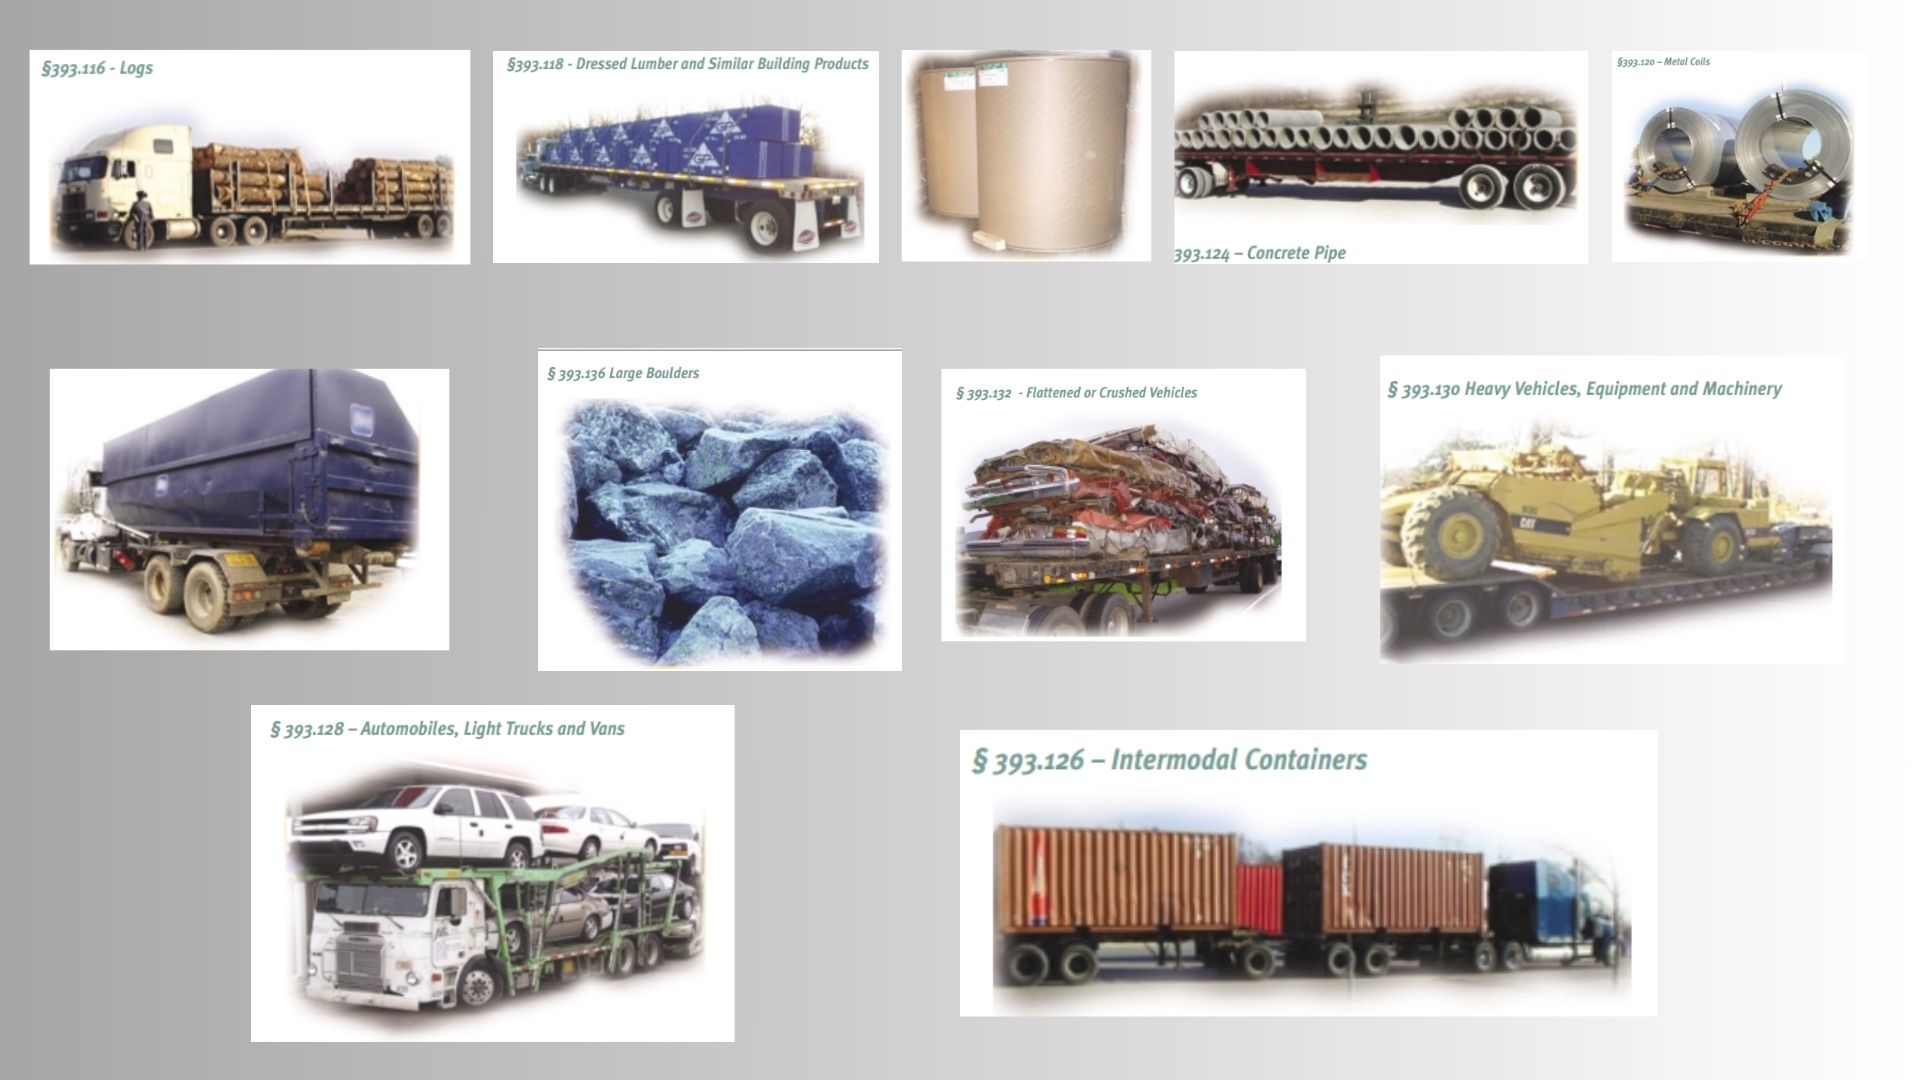 §393.116 - Logs
§393.118 - Dressed Lumber and Similar Building Products
393.124 – Concrete Pipe
§393.120 – Metal Coils
§ 393.136 Large Boulders
§ 393.132 - Flattened or Crushed Vehicles
§ 393.130 Heavy Vehicles, Equipment and Machinery
CAT
§ 393.128 – Automobiles, Light Trucks and Vans
§ 393.126 – Intermodal Containers